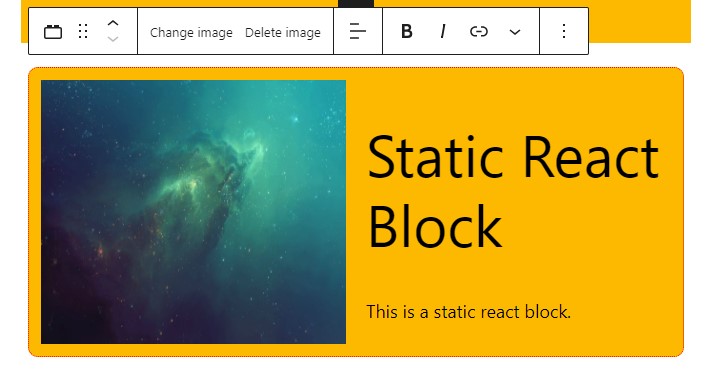 Change image Delete image B I
Static React
Block
This is a static react block.